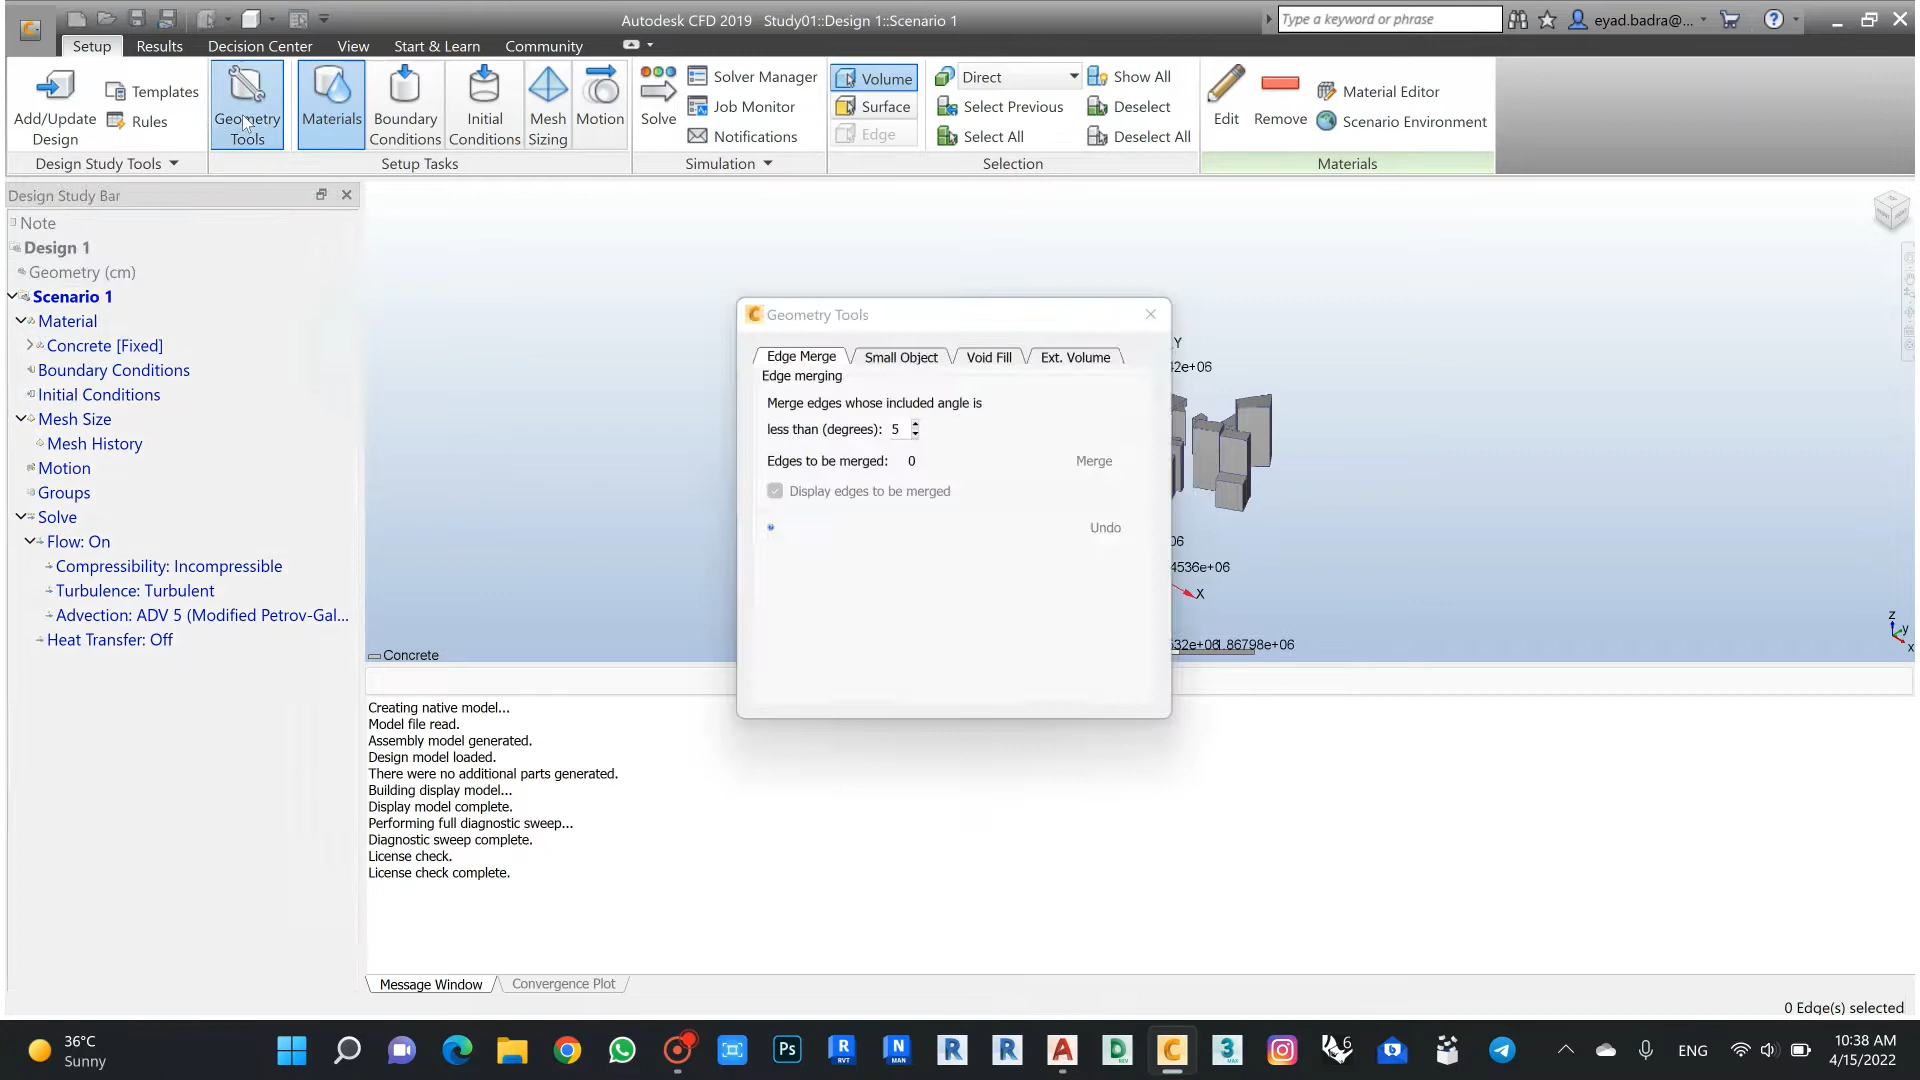 Autodesk CFD 2019 Study01::Design 1::Scenario 1
Type a keyword or phrase
eyad.badra@...
Setup
Results
Decision Center
View
Start & Learn
Community
Add/Update
Design
Templates
Rules
Geometry
Tools
Materials
Boundary
Conditions
Initial
Conditions
Mesh
Sizing
Motion
Solve
Solver Manager
Job Monitor
Notifications
Volume
Surface
Edge
Direct
Select Previous
Select All
Show All
Deselect
Deselect All
Edit
Remove
Material Editor
Scenario Environment
Design Study Tools
Setup Tasks
Simulation
Selection
Materials
Design Study Bar
Note
Design 1
Geometry (cm)
Scenario 1
Material
Concrete [Fixed]
Boundary Conditions
Initial Conditions
Mesh Size
Mesh History
Motion
Groups
Solve
Flow: On
Compressibility: Incompressible
Turbulence: Turbulent
Advection: ADV 5 (Modified Petrov-Gal...
Heat Transfer: Off
Geometry Tools
Edge Merge
Small Object
Void Fill
Ext. Volume
Edge merging
Merge edges whose included angle is
less than (degrees): 5
Edges to be merged: 0
Merge
Display edges to be merged
Undo
Y
42e+06
06
4536e+06
X
532e+06
1.86798e+06
Z
y
x
Concrete
Creating native model...
Model file read.
Assembly model generated.
Design model loaded.
There were no additional parts generated.
Building display model...
Display model complete.
Performing full diagnostic sweep...
Diagnostic sweep complete.
License check.
License check complete.
Message Window
Convergence Plot
0 Edge(s) selected
36°C
Sunny
ENG
10:38 AM
4/15/2022